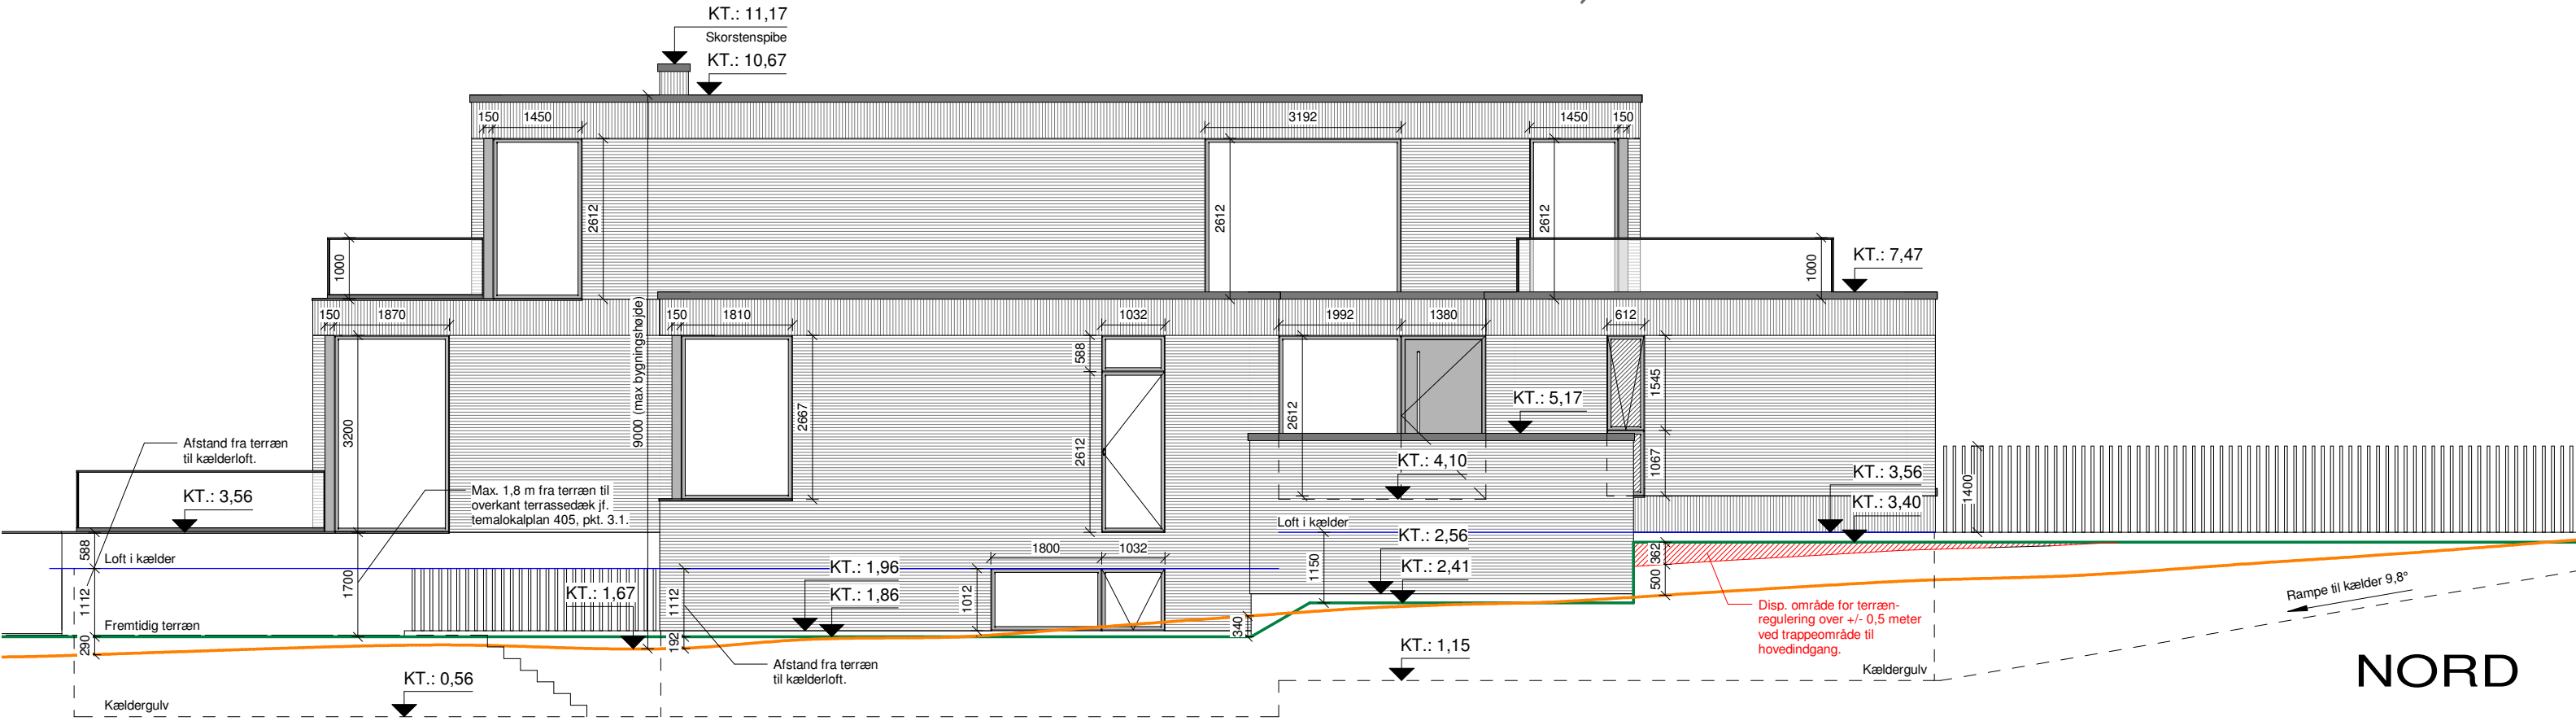 KT.: 11,17
Skorstenspibe
KT.: 10,67
150
1450
3192
1450
150
2612
2612
2612
1000
1000
KT.: 7,47
150
1870
9000 (max bygningshøjde)
150
1810
1032
1992
1380
612
588
1545
3200
2667
2612
2612
KT.: 5,17
1067
Afstand fra terræn
til kælderloft.
KT.: 4,10
KT.: 3,56
KT.: 3,56
Max. 1,8 m fra terræn til
overkant terrassedæk jf.
temalokalplan 405, pkt. 3.1.
KT.: 3,40
1400
Loft i kælder
588
Loft i kælder
1800
1032
KT.: 2,56
362
1150
KT.: 2,41
500
KT.: 1,96
1112
1700
KT.: 1,67
1112
KT.: 1,86
1012
Rampe til kælder 9,8°
Disp. område for terræn-
regulering over +/- 0,5 meter
ved trappeområde til
hovedindgang.
Fremtidig terræn
290
192
340
KT.: 1,15
Afstand fra terræn
til kælderloft.
Kældergulv
NORD
KT.: 0,56
Kældergulv